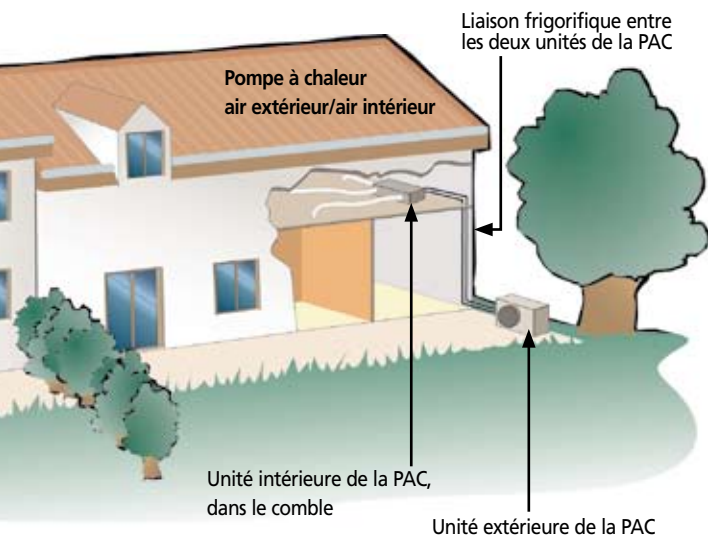 Liaison frigorifique entre
les deux unités de la PAC
Pompe à chaleur
air extérieur/air intérieur
Unité intérieure de la PAC,
dans le comble
Unité extérieure de la PAC